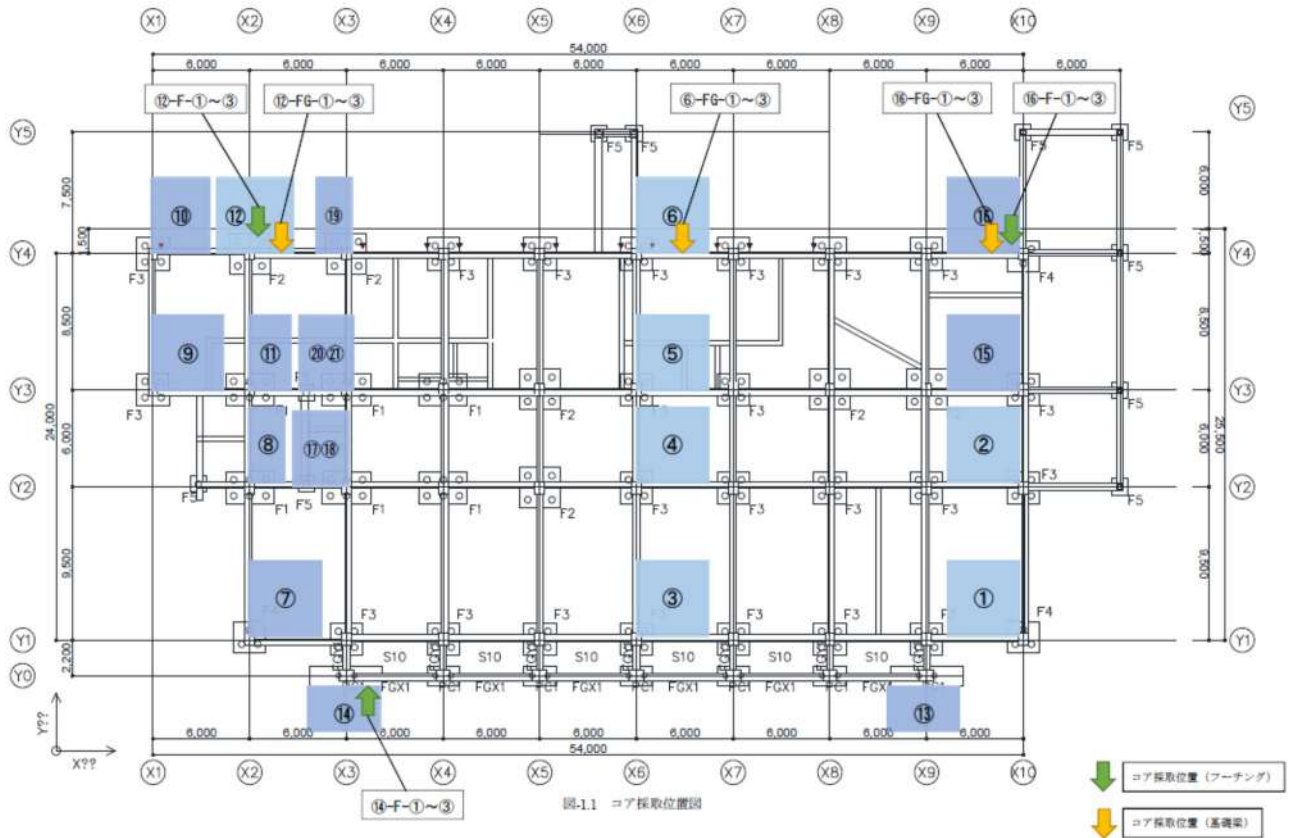 X1 X2 X3 X4 X5 X6 X7 X8 X9 X10
54,000
6,000 6,000 6,000 6,000 6,000 6,000 6,000 6,000 6,000 6,000
⑫-F-①～③ ⑫-FG-①～③ ⑥-FG-①～③ ⑯-FG-①～③ ⑯-F-①～③
Y5 Y5
F5 F5 F5 F5
7,500 6,000
⑩ ⑫ ⑲ ⑥ ⑯
1,500 1,500
Y4 Y4
F3 F2 F2 F3 F3 F3 F3 F3 F3 F4 F5
6,500 6,500
⑨ ⑪ ⑳ ㉑ ⑤ ⑮
Y3 Y3
F3 F1 F1 F1 F2 F3 F3 F2 F3 F3 F5
24,000 25,500
6,000 6,000
⑧ ⑰ ⑱ ④ ②
F3
Y2 Y2
F5 F1 F5 F1 F1 F2 F3 F3 F3 F3 F5
9,500 9,500
⑦ ③ ①
F3 F3 F3 F3 F3 F3 F4
Y1 Y1
2,200
S10 S10 S10 S10 S10 S10
Y0
FGX1 FGX1 FGX1 FGX1 FGX1 FGX1
⑭ ⑬
Y??
X??
6,000 6,000 6,000 6,000 6,000 6,000 6,000 6,000 6,000
54,000
X1 X2 X3 X4 X5 X6 X7 X8 X9 X10
⑭-F-①～③
図-1.1 コア採取位置図
コア採取位置（フーチング）
コア採取位置（基礎梁）